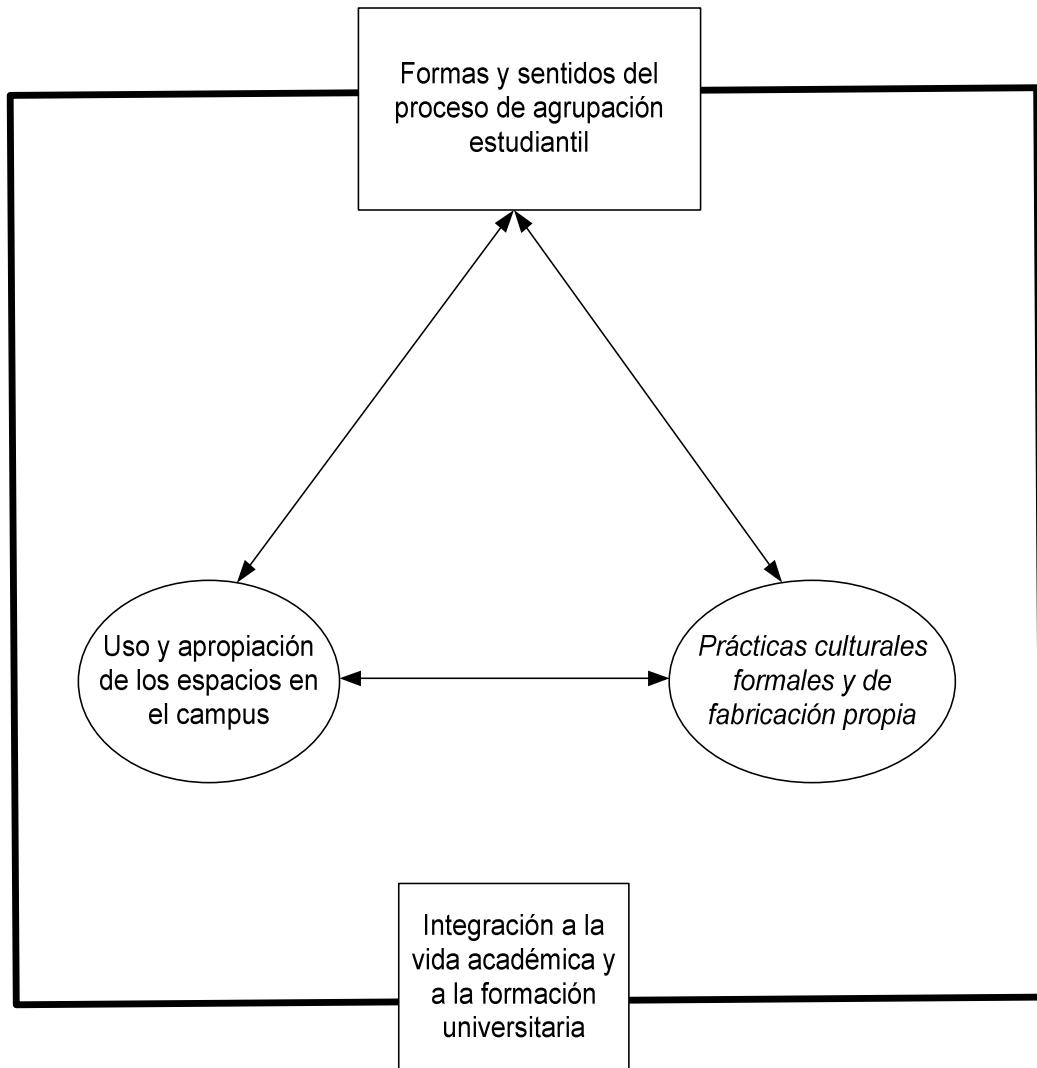 Formas y sentidos del
proceso de agrupación
estudiantil
Uso y apropiación
de los espacios en
el campus
Prácticas culturales
formales y de
fabricación propia
Integración a la
vida académica y
a la formación
universitaria